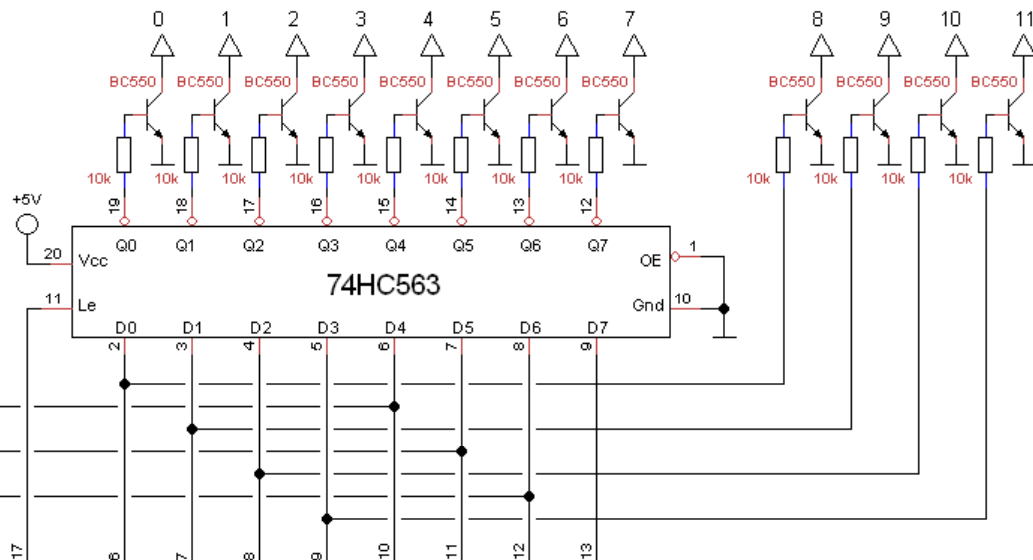 0 1 2 3 4 5 6 7 8 9 10 11
BC550 BC550 BC550 BC550 BC550 BC550 BC550 BC550 BC550 BC550 BC550 BC550
10k 10k 10k 10k 10k 10k 10k 10k 10k 10k 10k 10k
+5V 19 18 17 16 15 14 13 12
Q0 Q1 Q2 Q3 Q4 Q5 Q6 Q7
20 Vcc OE 1
74HC563
11 Le Gnd 10
D0 D1 D2 D3 D4 D5 D6 D7
2 3 4 5 6 7 8 9
17 6 7 8 9 10 11 12 13